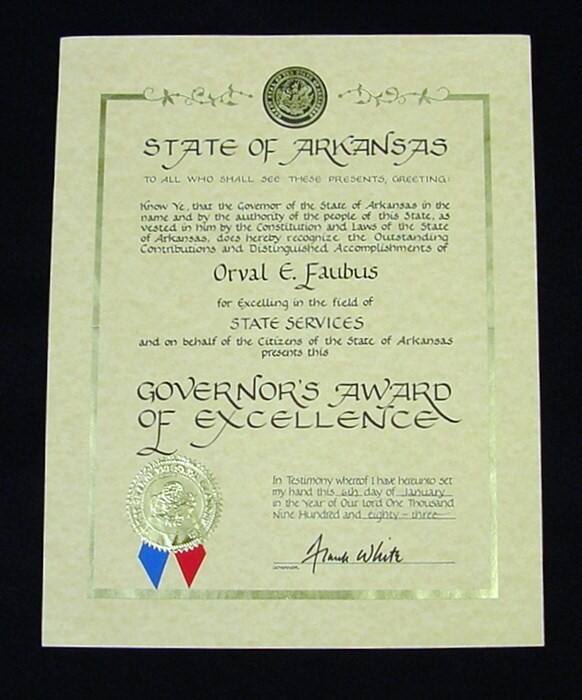 STATE OF ARKANSAS
TO ALL WHO SHALL SEE THESE PRESENTS, GREETING:
Know Ye, that the Governor of the State of Arkansas in the
name and by the authority of the people of this State, as
vested in him by the Constitution and Laws of the State
of Arkansas, does hereby recognize the Outstanding
Contributions and Distinguished Accomplishments of
Orval E. Faubus
for Excelling in the field of
STATE SERVICES
and on behalf of the Citizens of the State of Arkansas
presents this
GOVERNOR'S AWARD
OF EXCELLENCE
In Testimony whereof I have hereunto set
my hand this 6th day of January
in the Year of Our Lord One Thousand
Nine Hundred and eighty-three
Frank White
GOVERNOR